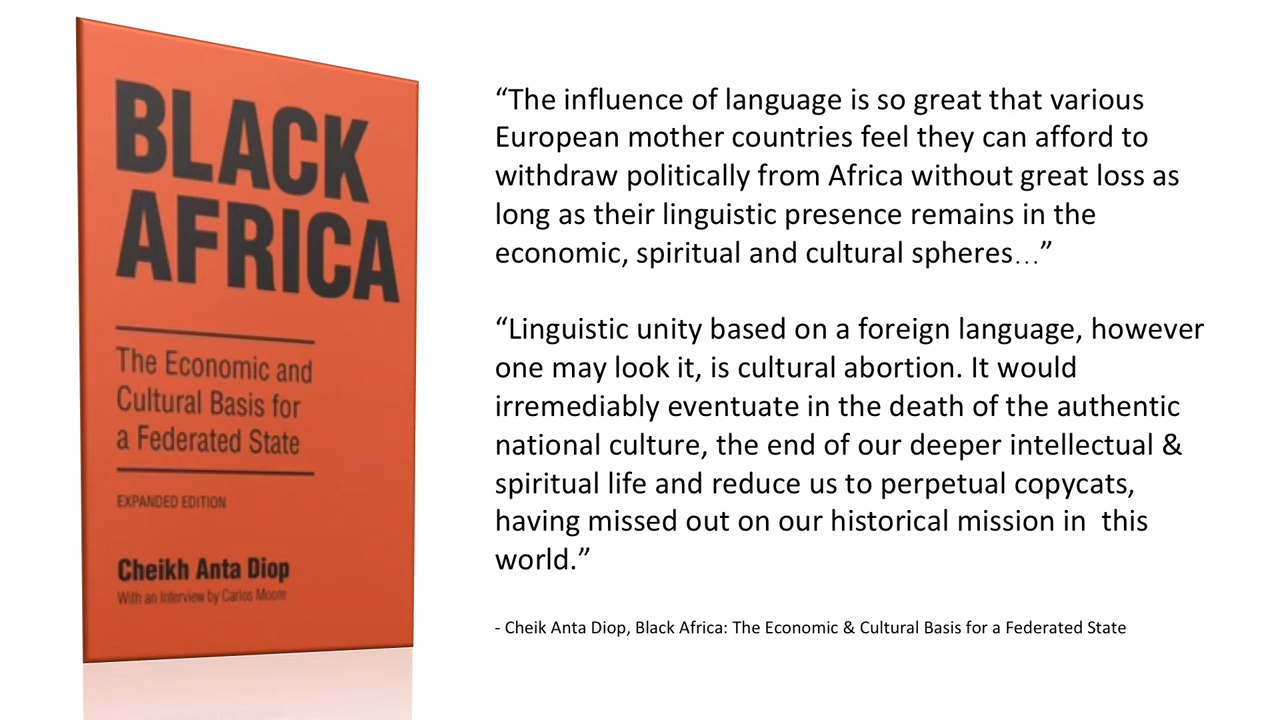 BLACK
AFRICA
The Economic and
Cultural Basis for
a Federated State
EXPANDED EDITION
Cheikh Anta Diop
With an Interview by Carlos Moore
“The influence of language is so great that various
European mother countries feel they can afford to
withdraw politically from Africa without great loss as
long as their linguistic presence remains in the
economic, spiritual and cultural spheres…”
“Linguistic unity based on a foreign language, however
one may look it, is cultural abortion. It would
irremediably eventuate in the death of the authentic
national culture, the end of our deeper intellectual &
spiritual life and reduce us to perpetual copycats,
having missed out on our historical mission in  this
world.”
- Cheik Anta Diop, Black Africa: The Economic & Cultural Basis for a Federated State